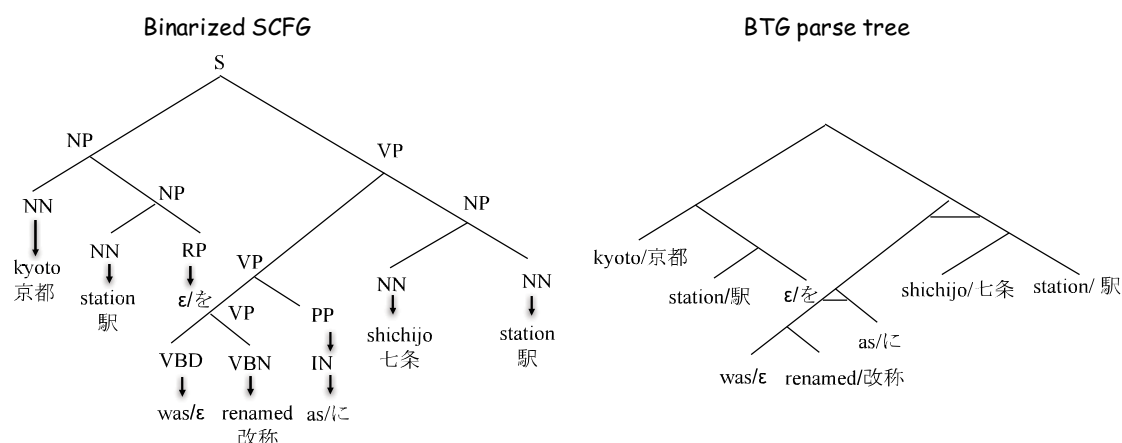 Binarized SCFG
S
NP
VP
NN
NP
NP
NN
RP
VP
kyoto
京都
station
駅
ε/を
NN
NN
VP
PP
shichijo
七条
station
駅
VBD
VBN
IN
was/ε
renamed
改称
as/に
BTG parse tree
kyoto/京都
station/駅
ε/を
shichijo/七条
station/ 駅
as/に
was/ε
renamed/改称